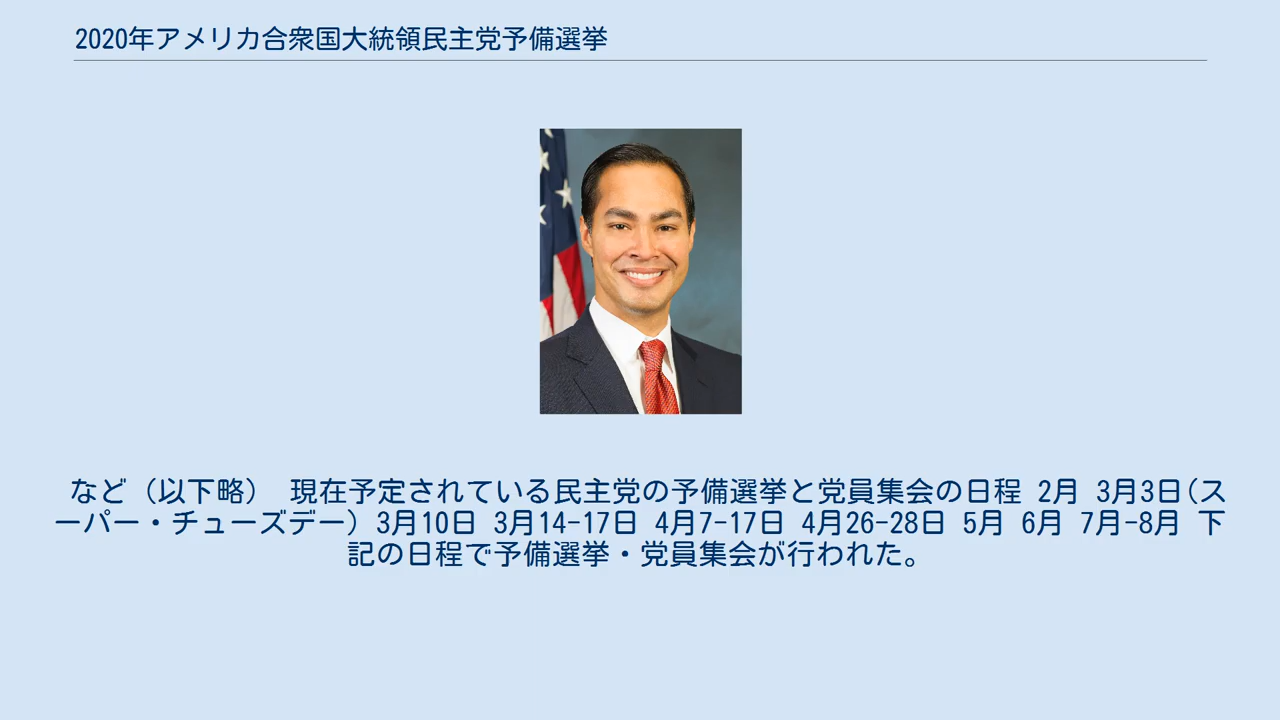 2020年アメリカ合衆国大統領民主党予備選挙
など（以下略） 現在予定されている民主党の予備選挙と党員集会の日程 2月 3月3日(ス
ーパー・チューズデー) 3月10日 3月14-17日 4月7-17日 4月26-28日 5月 6月 7月-8月 下
記の日程で予備選挙・党員集会が行われた。